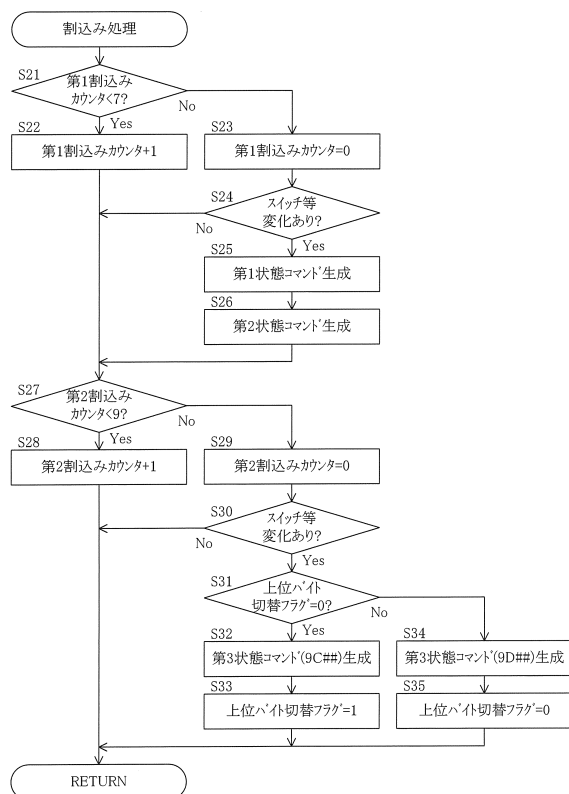 割込み処理
S21
第1割込み
カウンタ<7?
No
Yes
S22
第1割込みカウンタ+1
S23
第1割込みカウンタ=0
S24
スイッチ等
変化あり?
No
Yes
S25
第1状態コマンド生成
S26
第2状態コマンド生成
S27
第2割込み
カウンタ<9?
No
Yes
S28
第2割込みカウンタ+1
S29
第2割込みカウンタ=0
S30
スイッチ等
変化あり?
No
Yes
S31
上位バイト
切替フラグ=0?
No
Yes
S32
第3状態コマンド(9C##)生成
S33
上位バイト切替フラグ=1
S34
第3状態コマンド(9D##)生成
S35
上位バイト切替フラグ=0
RETURN